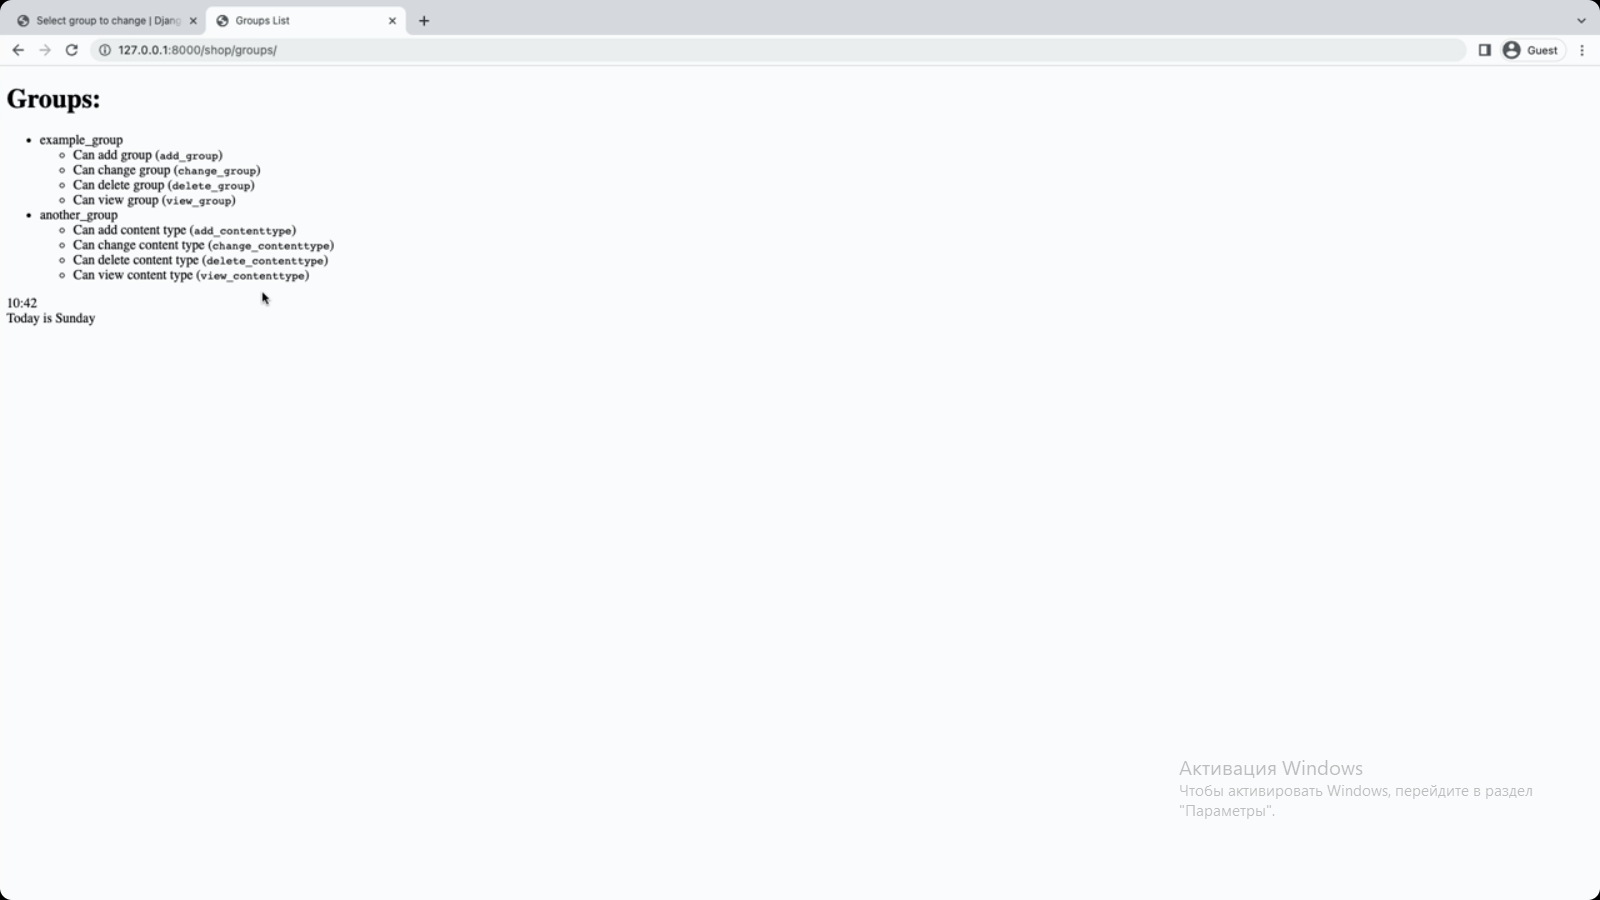 Select group to change | Djang
Groups List
127.0.0.1:8000/shop/groups/
Guest
Groups:
example_group
Can add group (add_group)
Can change group (change_group)
Can delete group (delete_group)
Can view group (view_group)
another_group
Can add content type (add_contenttype)
Can change content type (change_contenttype)
Can delete content type (delete_contenttype)
Can view content type (view_contenttype)
10:42
Today is Sunday
Активация Windows
Чтобы активировать Windows, перейдите в раздел
"Параметры".